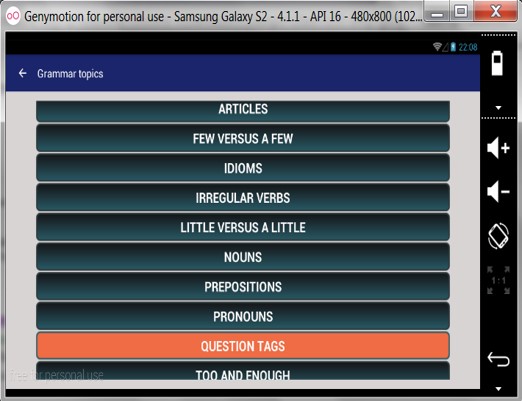 Genymotion for personal use - Samsung Galaxy S2 - 4.1.1 - API 16 - 480x800 (102...
22:08
Grammar topics
ARTICLES
FEW VERSUS A FEW
IDIOMS
IRREGULAR VERBS
LITTLE VERSUS A LITTLE
NOUNS
PREPOSITIONS
PRONOUNS
QUESTION TAGS
TOO AND ENOUGH
free for personal use
1:1